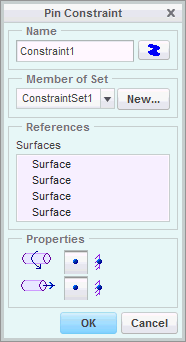 Pin Constraint
Name
Constraint1
Member of Set
ConstraintSet1 New...
References
Surfaces
Surface
Surface
Surface
Surface
Properties
OK Cancel